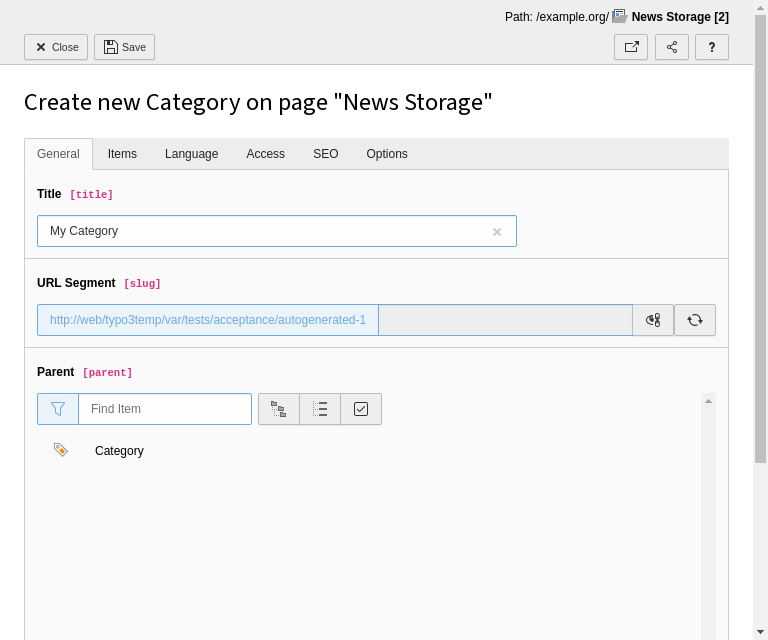 Path: /example.org/ News Storage [2]
Close Save ?
Create new Category on page "News Storage"
General Items Language Access SEO Options
Title [title]
My Category
URL Segment [slug]
http://web/typo3temp/var/tests/acceptance/autogenerated-1
Parent [parent]
Find Item
Category